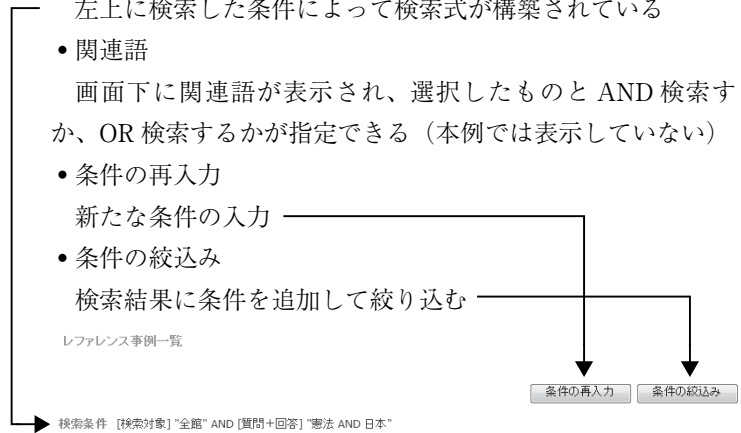 左上に検索した条件によって検索式が構築されている
• 関連語
画面下に関連語が表示され、選択したものと AND 検索す
か、OR 検索するかが指定できる（本例では表示していない）
• 条件の再入力
新たな条件の入力
• 条件の絞込み
検索結果に条件を追加して絞り込む
レファレンス事例一覧
条件の再入力 条件の絞込み
検索条件 [検索対象] "全館" AND [質問＋回答] "憲法 AND 日本"